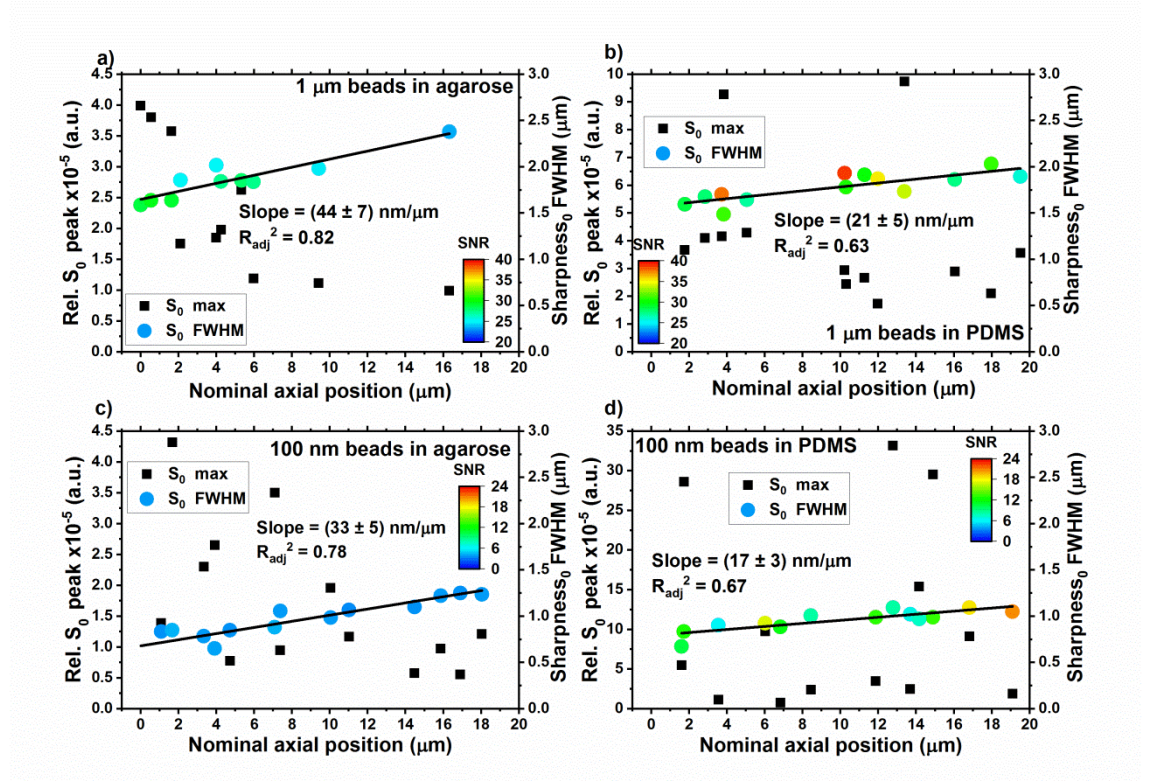 a)
1 μm beads in agarose
Rel. S₀ peak x10⁻⁵ (a.u.)
4.5
4.0
3.5
3.0
2.5
2.0
1.5
1.0
0.5
0.0
Slope = (44 ± 7) nm/μm
R_adj² = 0.82
S₀ max
S₀ FWHM
SNR
40
35
30
25
20
3.0
2.5
2.0
1.5
1.0
0.5
0.0
Sharpness₀ FWHM (μm)
0 2 4 6 8 10 12 14 16 18 20
Nominal axial position (μm)
b)
Rel. S₀ peak x10⁻⁵ (a.u.)
10
9
8
7
6
5
4
3
2
1
0
S₀ max
S₀ FWHM
Slope = (21 ± 5) nm/μm
R_adj² = 0.63
SNR
40
35
30
25
20
1 μm beads in PDMS
3.0
2.5
2.0
1.5
1.0
0.5
0.0
Sharpness₀ FWHM (μm)
0 2 4 6 8 10 12 14 16 18 20
Nominal axial position (μm)
c)
100 nm beads in agarose
Rel. S₀ peak x10⁻⁵ (a.u.)
4.5
4.0
3.5
3.0
2.5
2.0
1.5
1.0
0.5
0.0
S₀ max
S₀ FWHM
Slope = (33 ± 5) nm/μm
R_adj² = 0.78
SNR
24
18
12
6
0
3.0
2.5
2.0
1.5
1.0
0.5
0.0
Sharpness₀ FWHM (μm)
0 2 4 6 8 10 12 14 16 18 20
Nominal axial position (μm)
d)
100 nm beads in PDMS
Rel. S₀ peak x10⁻⁵ (a.u.)
35
30
25
20
15
10
5
0
S₀ max
S₀ FWHM
Slope = (17 ± 3) nm/μm
R_adj² = 0.67
SNR
24
18
12
6
0
3.0
2.5
2.0
1.5
1.0
0.5
0.0
Sharpness₀ FWHM (μm)
0 2 4 6 8 10 12 14 16 18 20
Nominal axial position (μm)